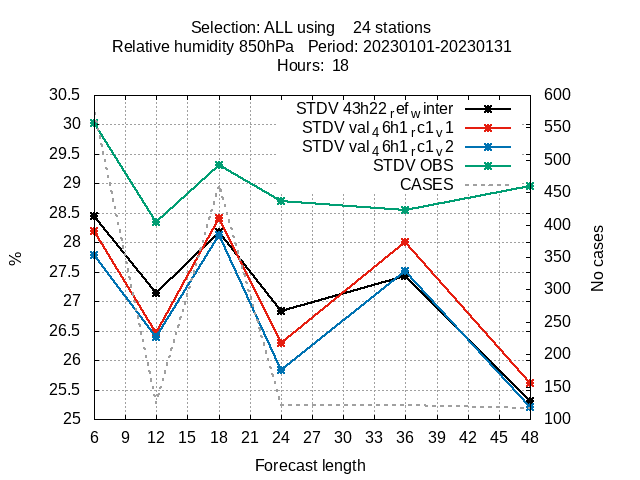 Selection: ALL using    24 stations
Relative humidity 850hPa   Period: 20230101-20230131
Hours:  18
STDV 43h22refwinter
STDV val46h1rc1v1
STDV val46h1rc1v2
STDV OBS
CASES
30.5
30
29.5
29
28.5
28
27.5
27
26.5
26
25.5
25
%
600
550
500
450
400
350
300
250
200
150
100
No cases
6 9 12 15 18 21 24 27 30 33 36 39 42 45 48
Forecast length